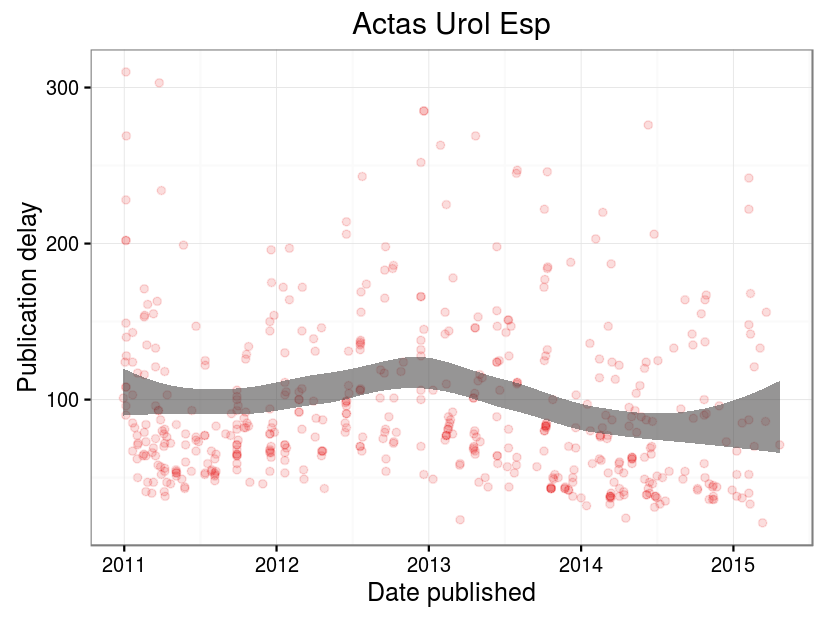 Actas Urol Esp
Publication delay
300
200
100
2011 2012 2013 2014 2015
Date published